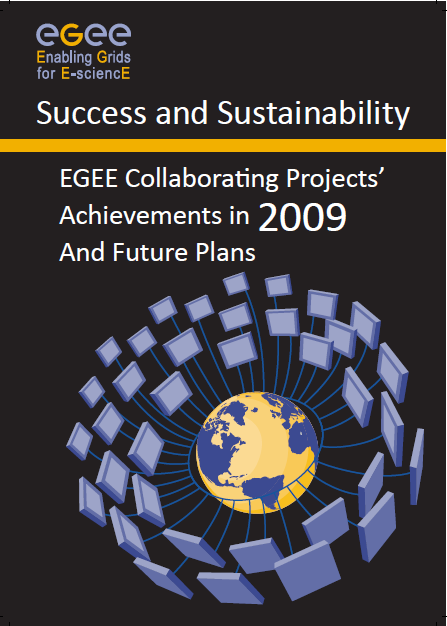 eGee
Enabling Grids
for E-sciencE
Success and Sustainability
EGEE Collaborating Projects’
Achievements in 2009
And Future Plans